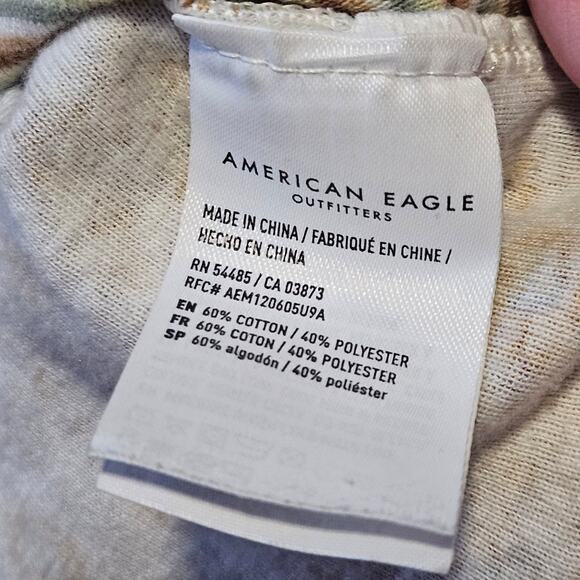 AMERICAN EAGLE
OUTFITTERS
MADE IN CHINA / FABRIQUÉ EN CHINE /
HECHO EN CHINA
RN 54485 / CA 03873
RFC# AEM120605U9A
EN 60% COTTON / 40% POLYESTER
FR 60% COTON / 40% POLYESTER
SP 60% algodón / 40% poliéster